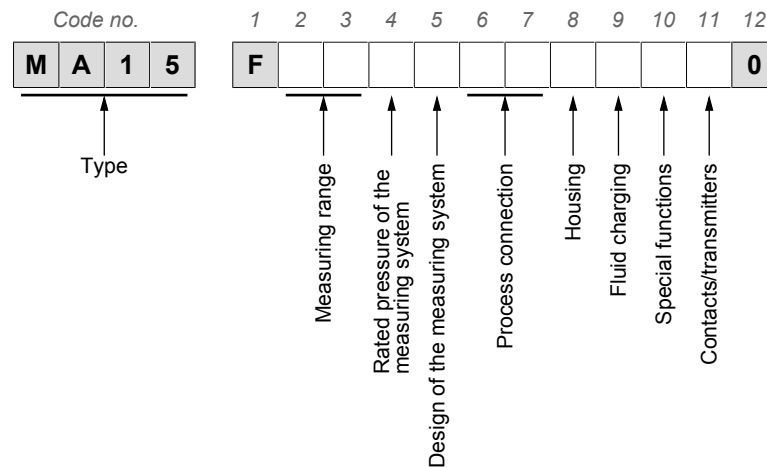 Code no. 1 2 3 4 5 6 7 8 9 10 11 12
M A 1 5 F 0
Type
Measuring range
Rated pressure of the
measuring system
Design of the measuring system
Process connection
Housing
Fluid charging
Special functions
Contacts/transmitters